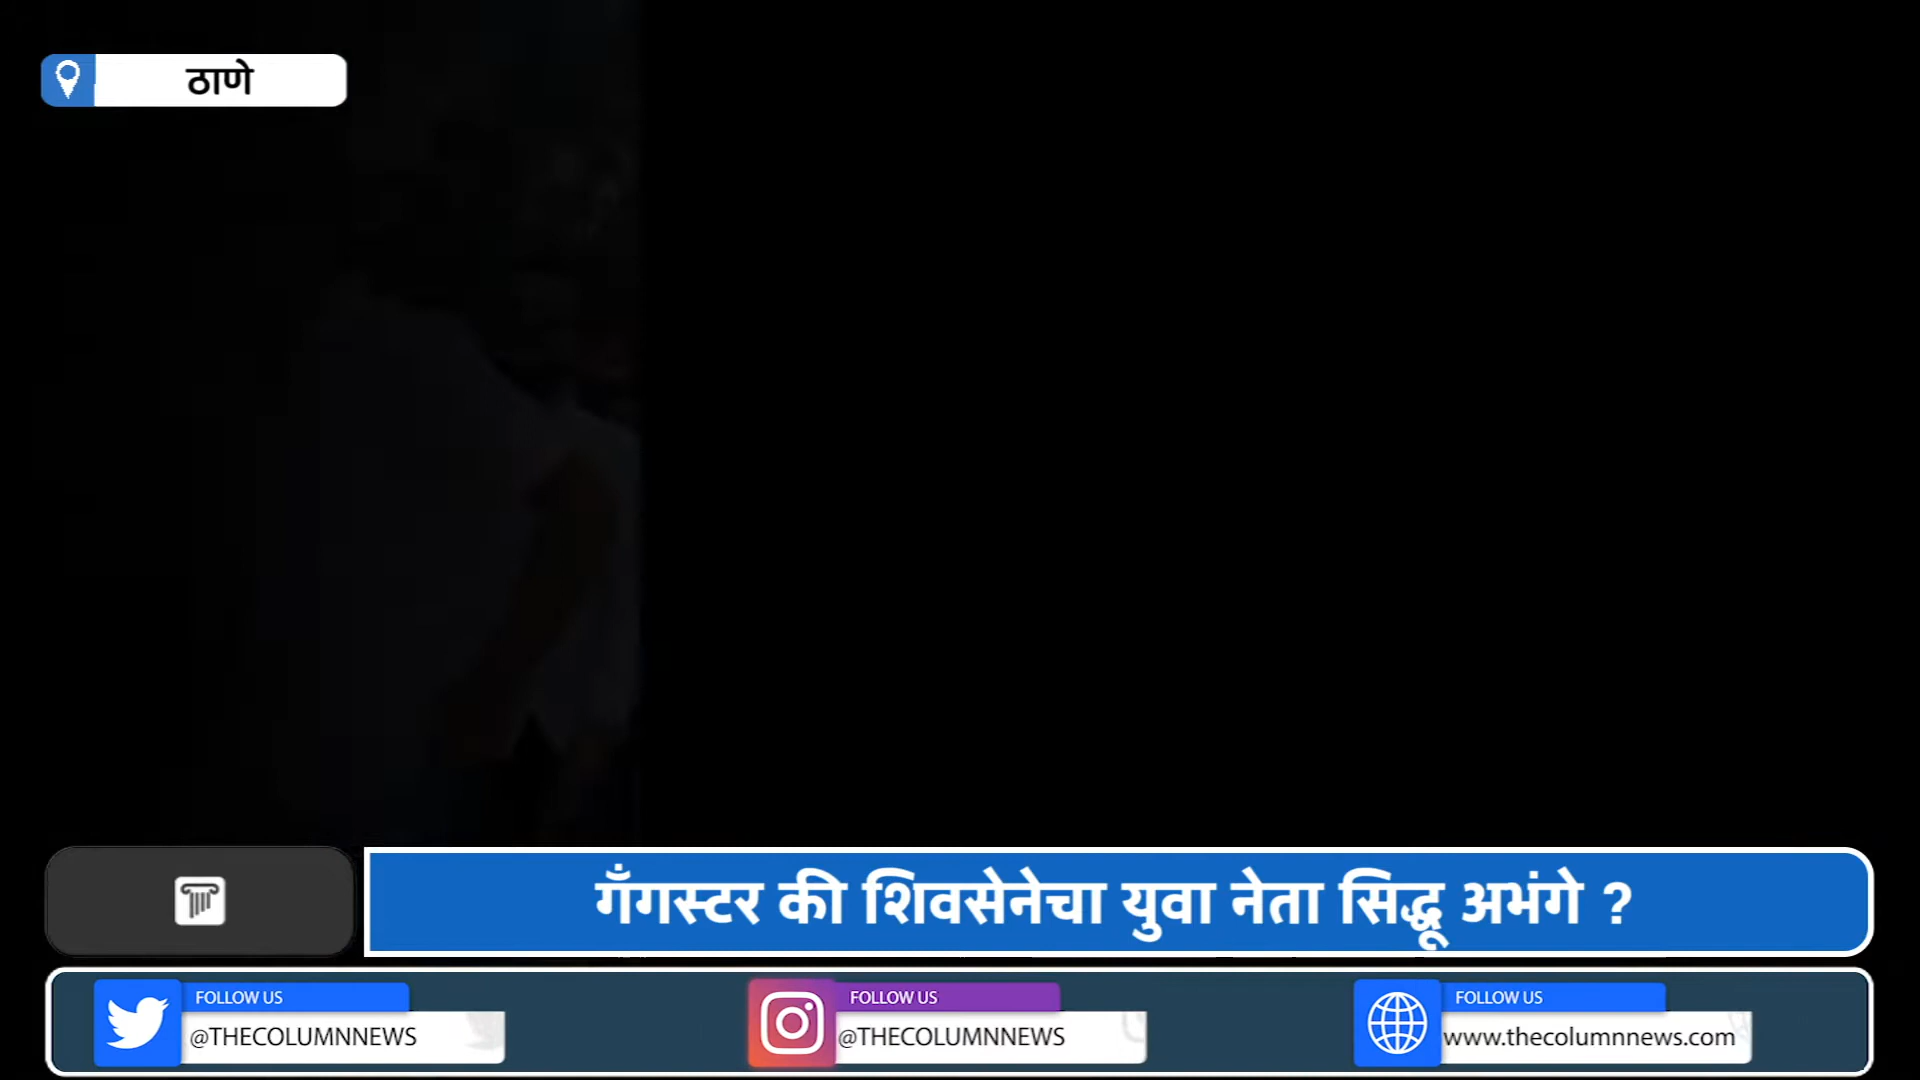 ठाणे
गँगस्टर की शिवसेनेचा युवा नेता सिद्धू अभंगे ?
FOLLOW US
@THECOLUMNNEWS
FOLLOW US
@THECOLUMNNEWS
FOLLOW US
www.thecolumnnews.com